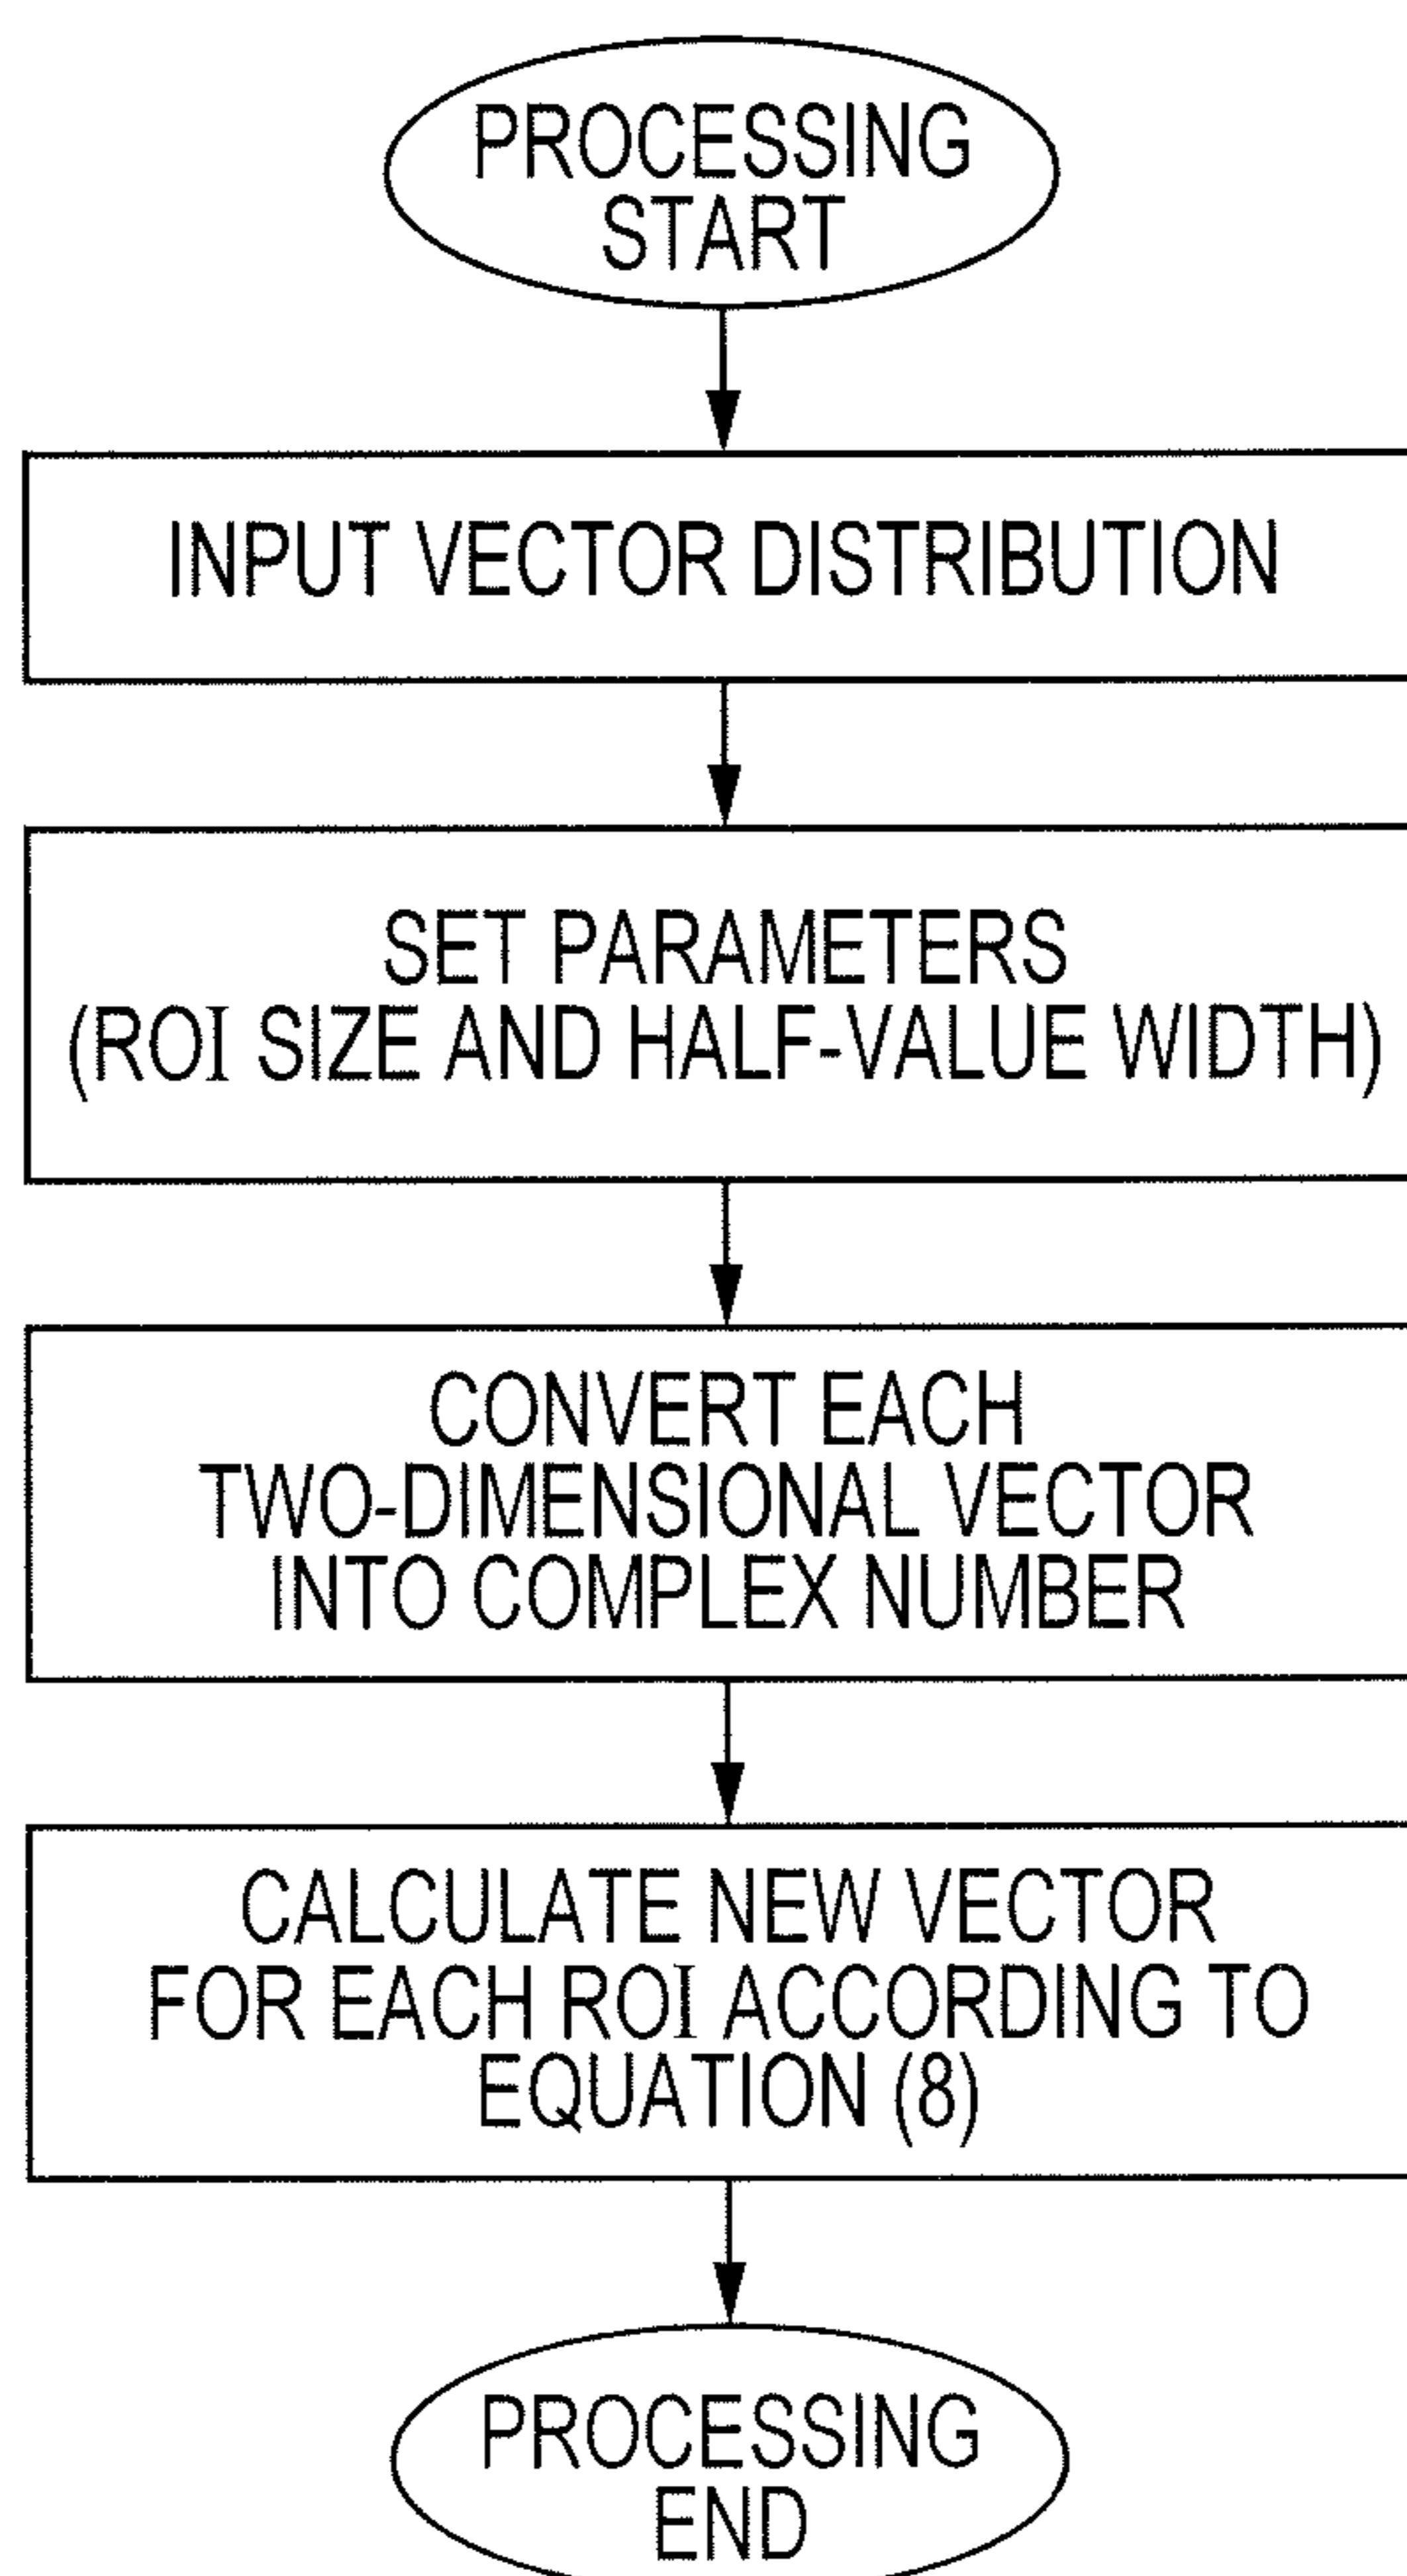 PROCESSING
START
INPUT VECTOR DISTRIBUTION
SET PARAMETERS
(ROI SIZE AND HALF-VALUE WIDTH)
CONVERT EACH
TWO-DIMENSIONAL VECTOR
INTO COMPLEX NUMBER
CALCULATE NEW VECTOR
FOR EACH ROI ACCORDING TO
EQUATION (8)
PROCESSING
END